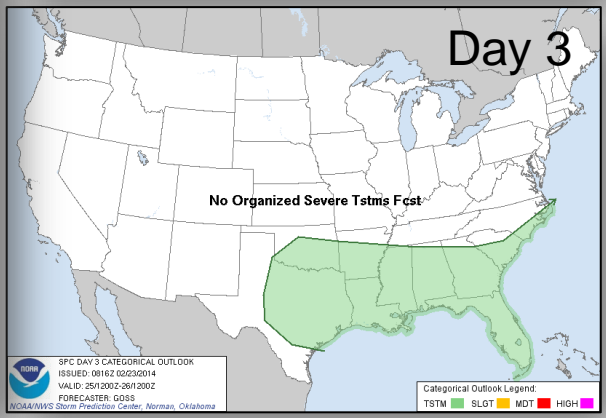 Day 3
No Organized Severe Tstms Fcst
SPC DAY 3 CATEGORICAL OUTLOOK
ISSUED: 0816Z 02/23/2014
VALID: 25/1200Z-26/1200Z
FORECASTER: GOSS
NOAA/NWS Storm Prediction Center, Norman, Oklahoma
NOAA
Categorical Outlook Legend:
TSTM SLGT MDT HIGH